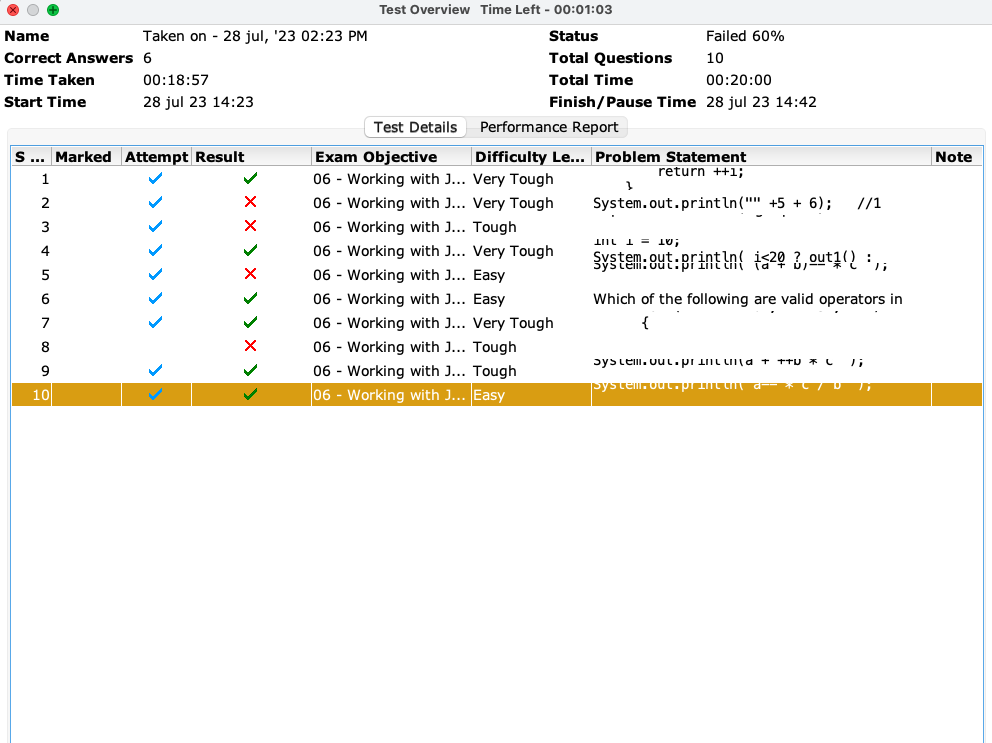 Test Overview Time Left - 00:01:03
Name Taken on - 28 jul, '23 02:23 PM Status Failed 60%
Correct Answers 6 Total Questions 10
Time Taken 00:18:57 Total Time 00:20:00
Start Time 28 jul 23 14:23 Finish/Pause Time 28 jul 23 14:42
Test Details Performance Report
S ... Marked Attempt Result Exam Objective Difficulty Le... Problem Statement Note
1 06 - Working with J... Very Tough return ++i;
}
2 06 - Working with J... Very Tough System.out.println("" +5 + 6); //1
3 06 - Working with J... Tough
int i = 10;
4 06 - Working with J... Very Tough System.out.println( i<20 ? out1() :
5 06 - Working with J... Easy System.out.println( (a + b)-- * c );
6 06 - Working with J... Easy Which of the following are valid operators in
7 06 - Working with J... Very Tough {
8 06 - Working with J... Tough
9 06 - Working with J... Tough System.out.println(a + ++b * c );
10 06 - Working with J... Easy System.out.println( a-- * c / b );